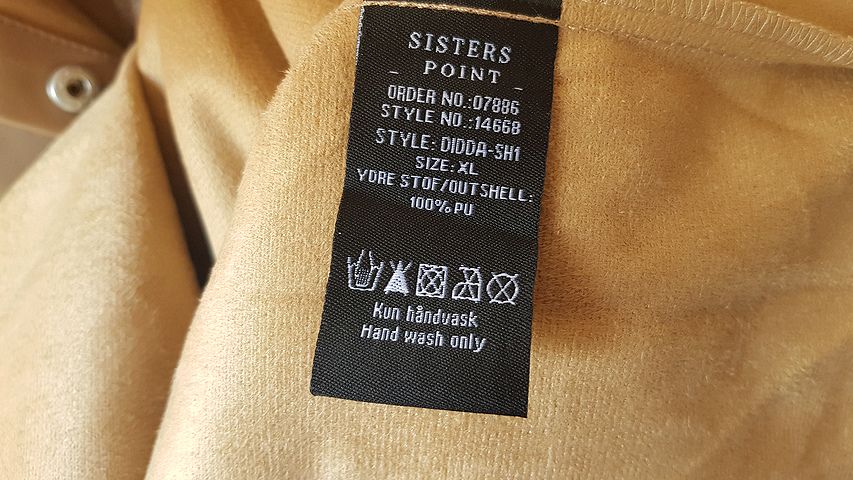 SISTERS
POINT
ORDER NO.:07886
STYLE NO.:14668
STYLE: DIDDA-SH1
SIZE: XL
YDRE STOF/OUTSHELL:
100% PU
Kun håndvask
Hand wash only